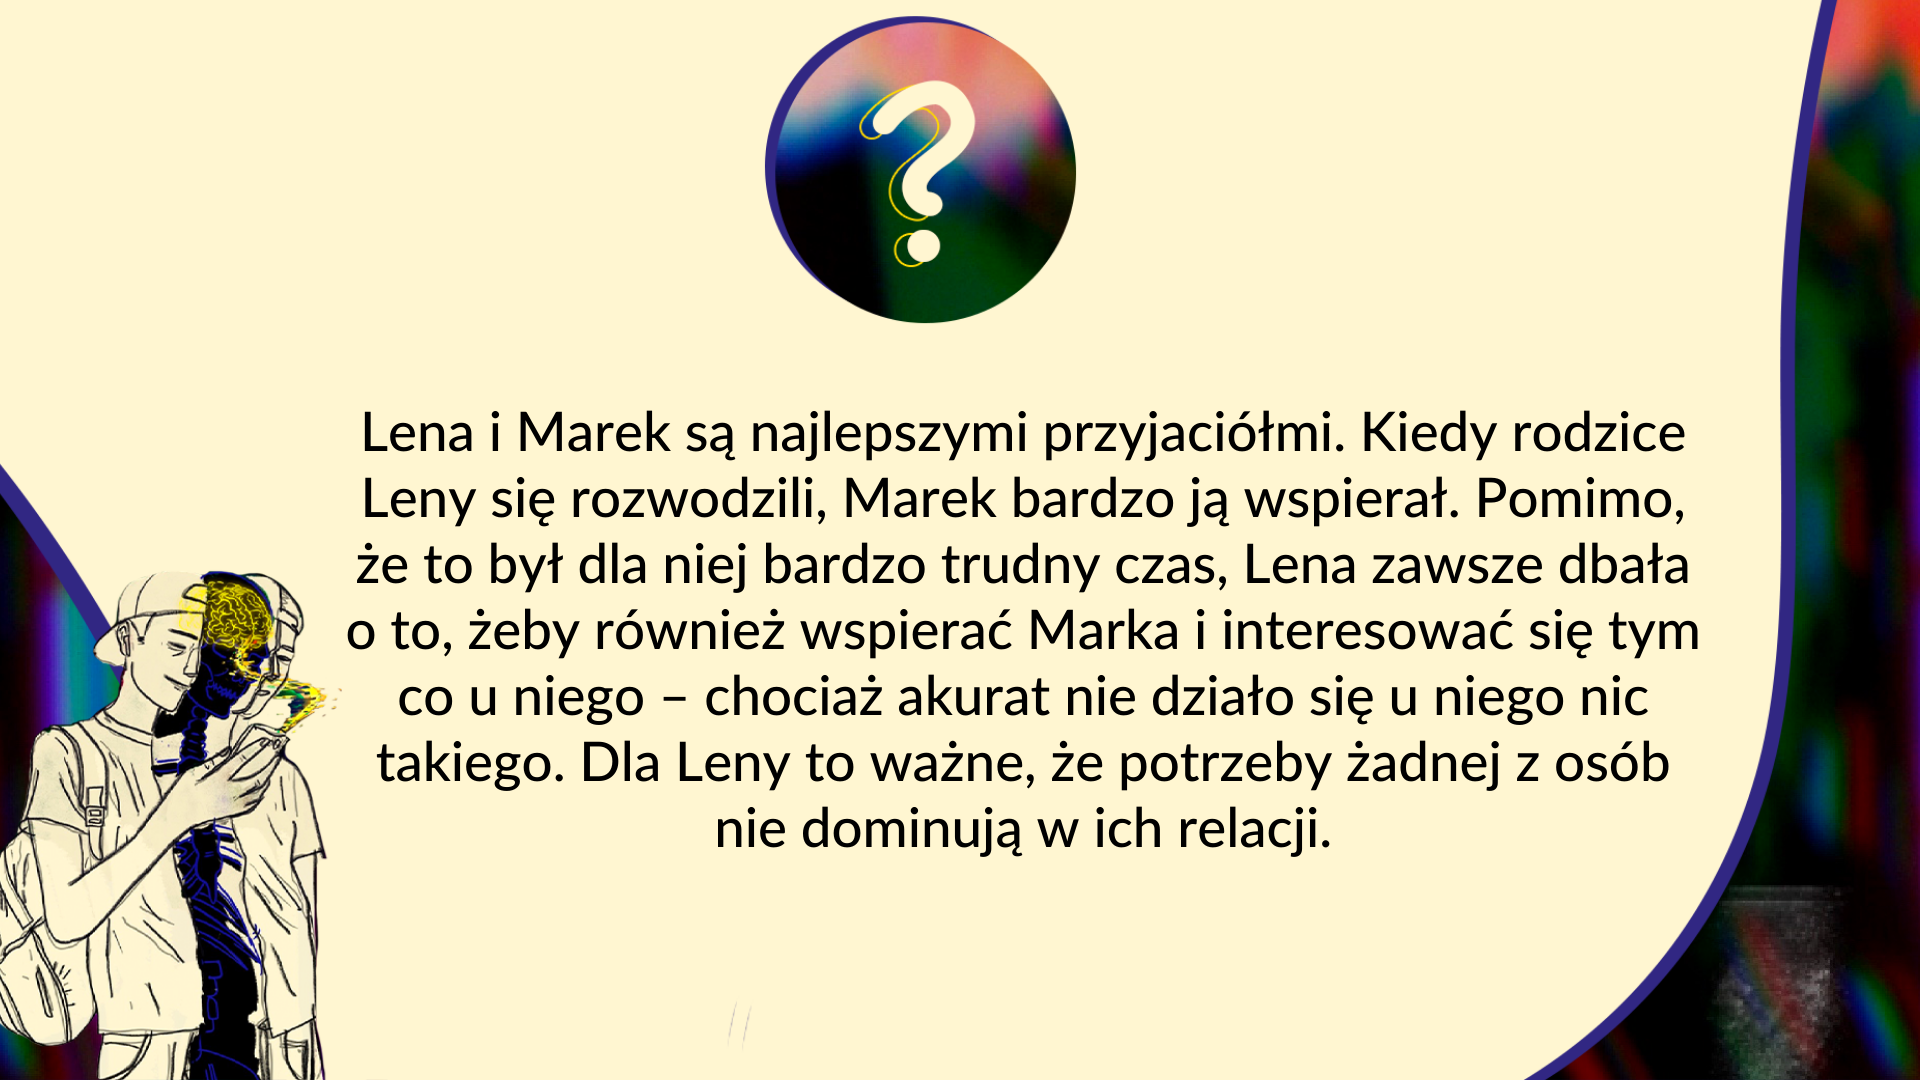 ?
Lena i Marek są najlepszymi przyjaciółmi. Kiedy rodzice
Leny się rozwodzili, Marek bardzo ją wspierał. Pomimo,
że to był dla niej bardzo trudny czas, Lena zawsze dbała
o to, żeby również wspierać Marka i interesować się tym
co u niego – chociaż akurat nie działo się u niego nic
takiego. Dla Leny to ważne, że potrzeby żadnej z osób
nie dominują w ich relacji.